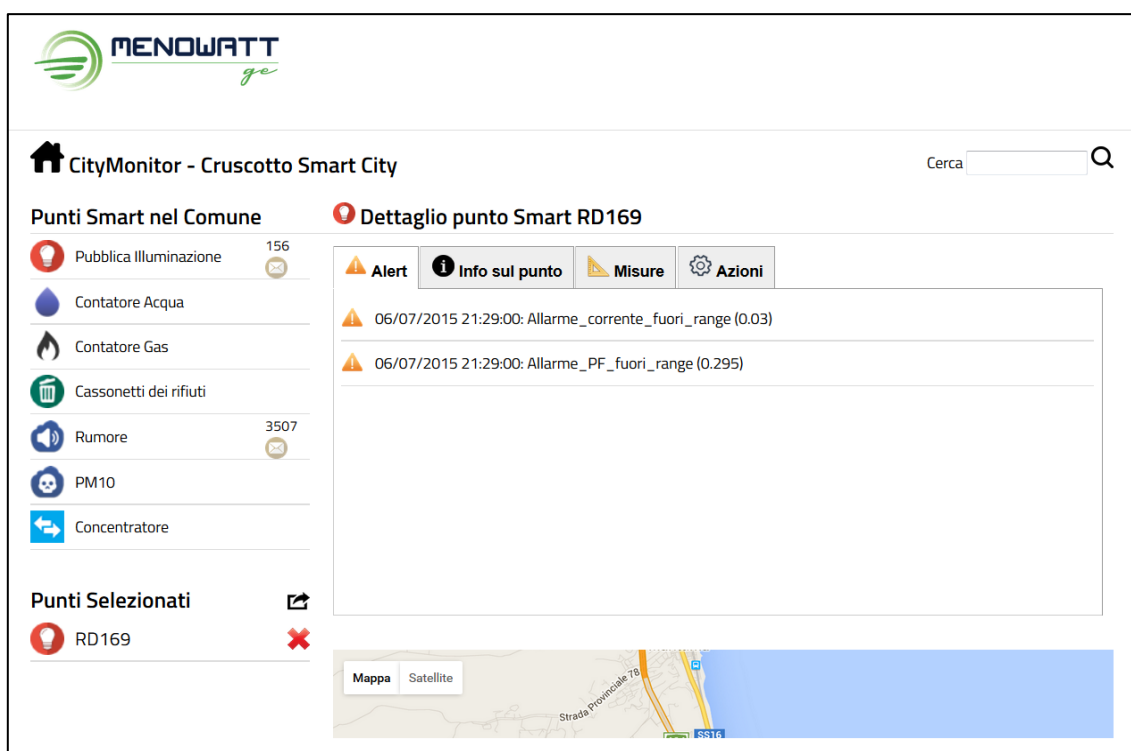 MENOWATT
ge
CityMonitor - Cruscotto Smart City
Cerca
Punti Smart nel Comune
Pubblica Illuminazione
156
Contatore Acqua
Contatore Gas
Cassonetti dei rifiuti
Rumore
3507
PM10
Concentratore
Punti Selezionati
RD169
Dettaglio punto Smart RD169
Alert
Info sul punto
Misure
Azioni
06/07/2015 21:29:00: Allarme_corrente_fuori_range (0.03)
06/07/2015 21:29:00: Allarme_PF_fuori_range (0.295)
Mappa
Satellite
Strada Provinciale 78
SS16